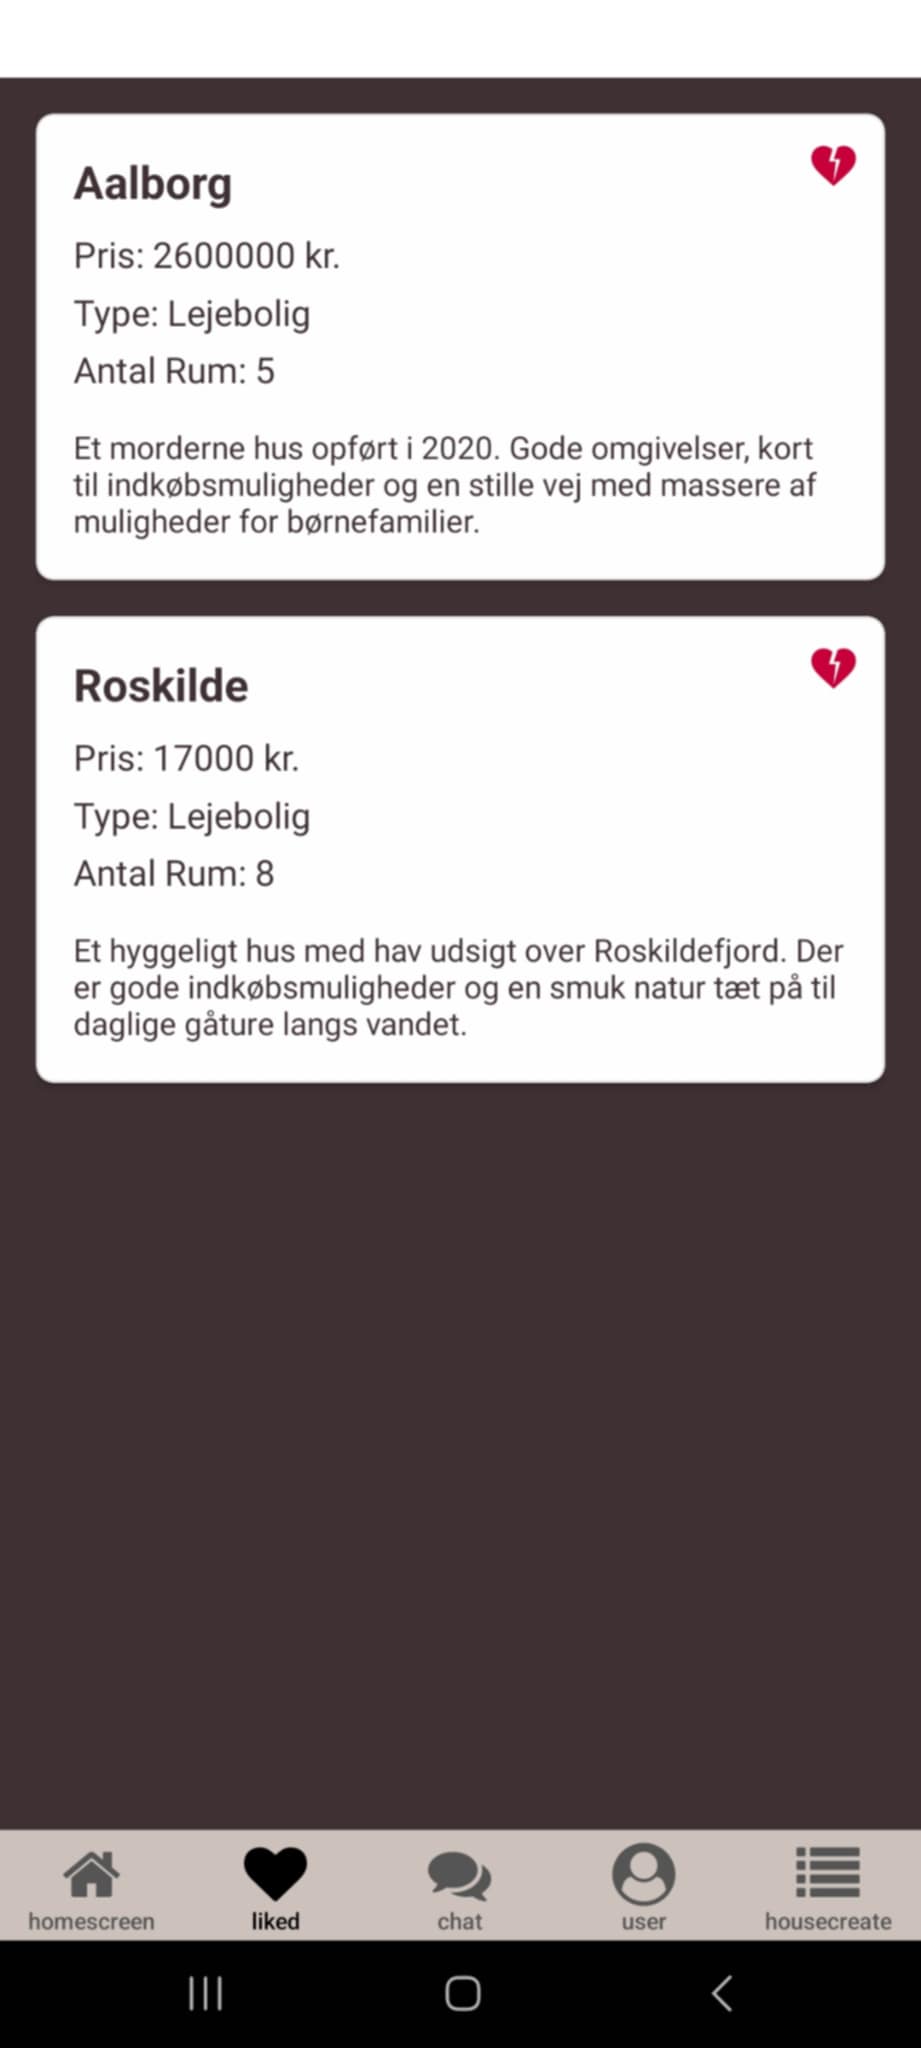 Aalborg
Pris: 2600000 kr.
Type: Lejebolig
Antal Rum: 5
Et morderne hus opført i 2020. Gode omgivelser, kort
til indkøbsmuligheder og en stille vej med massere af
muligheder for børnefamilier.
Roskilde
Pris: 17000 kr.
Type: Lejebolig
Antal Rum: 8
Et hyggeligt hus med hav udsigt over Roskildefjord. Der
er gode indkøbsmuligheder og en smuk natur tæt på til
daglige gåture langs vandet.
homescreen liked chat user housecreate